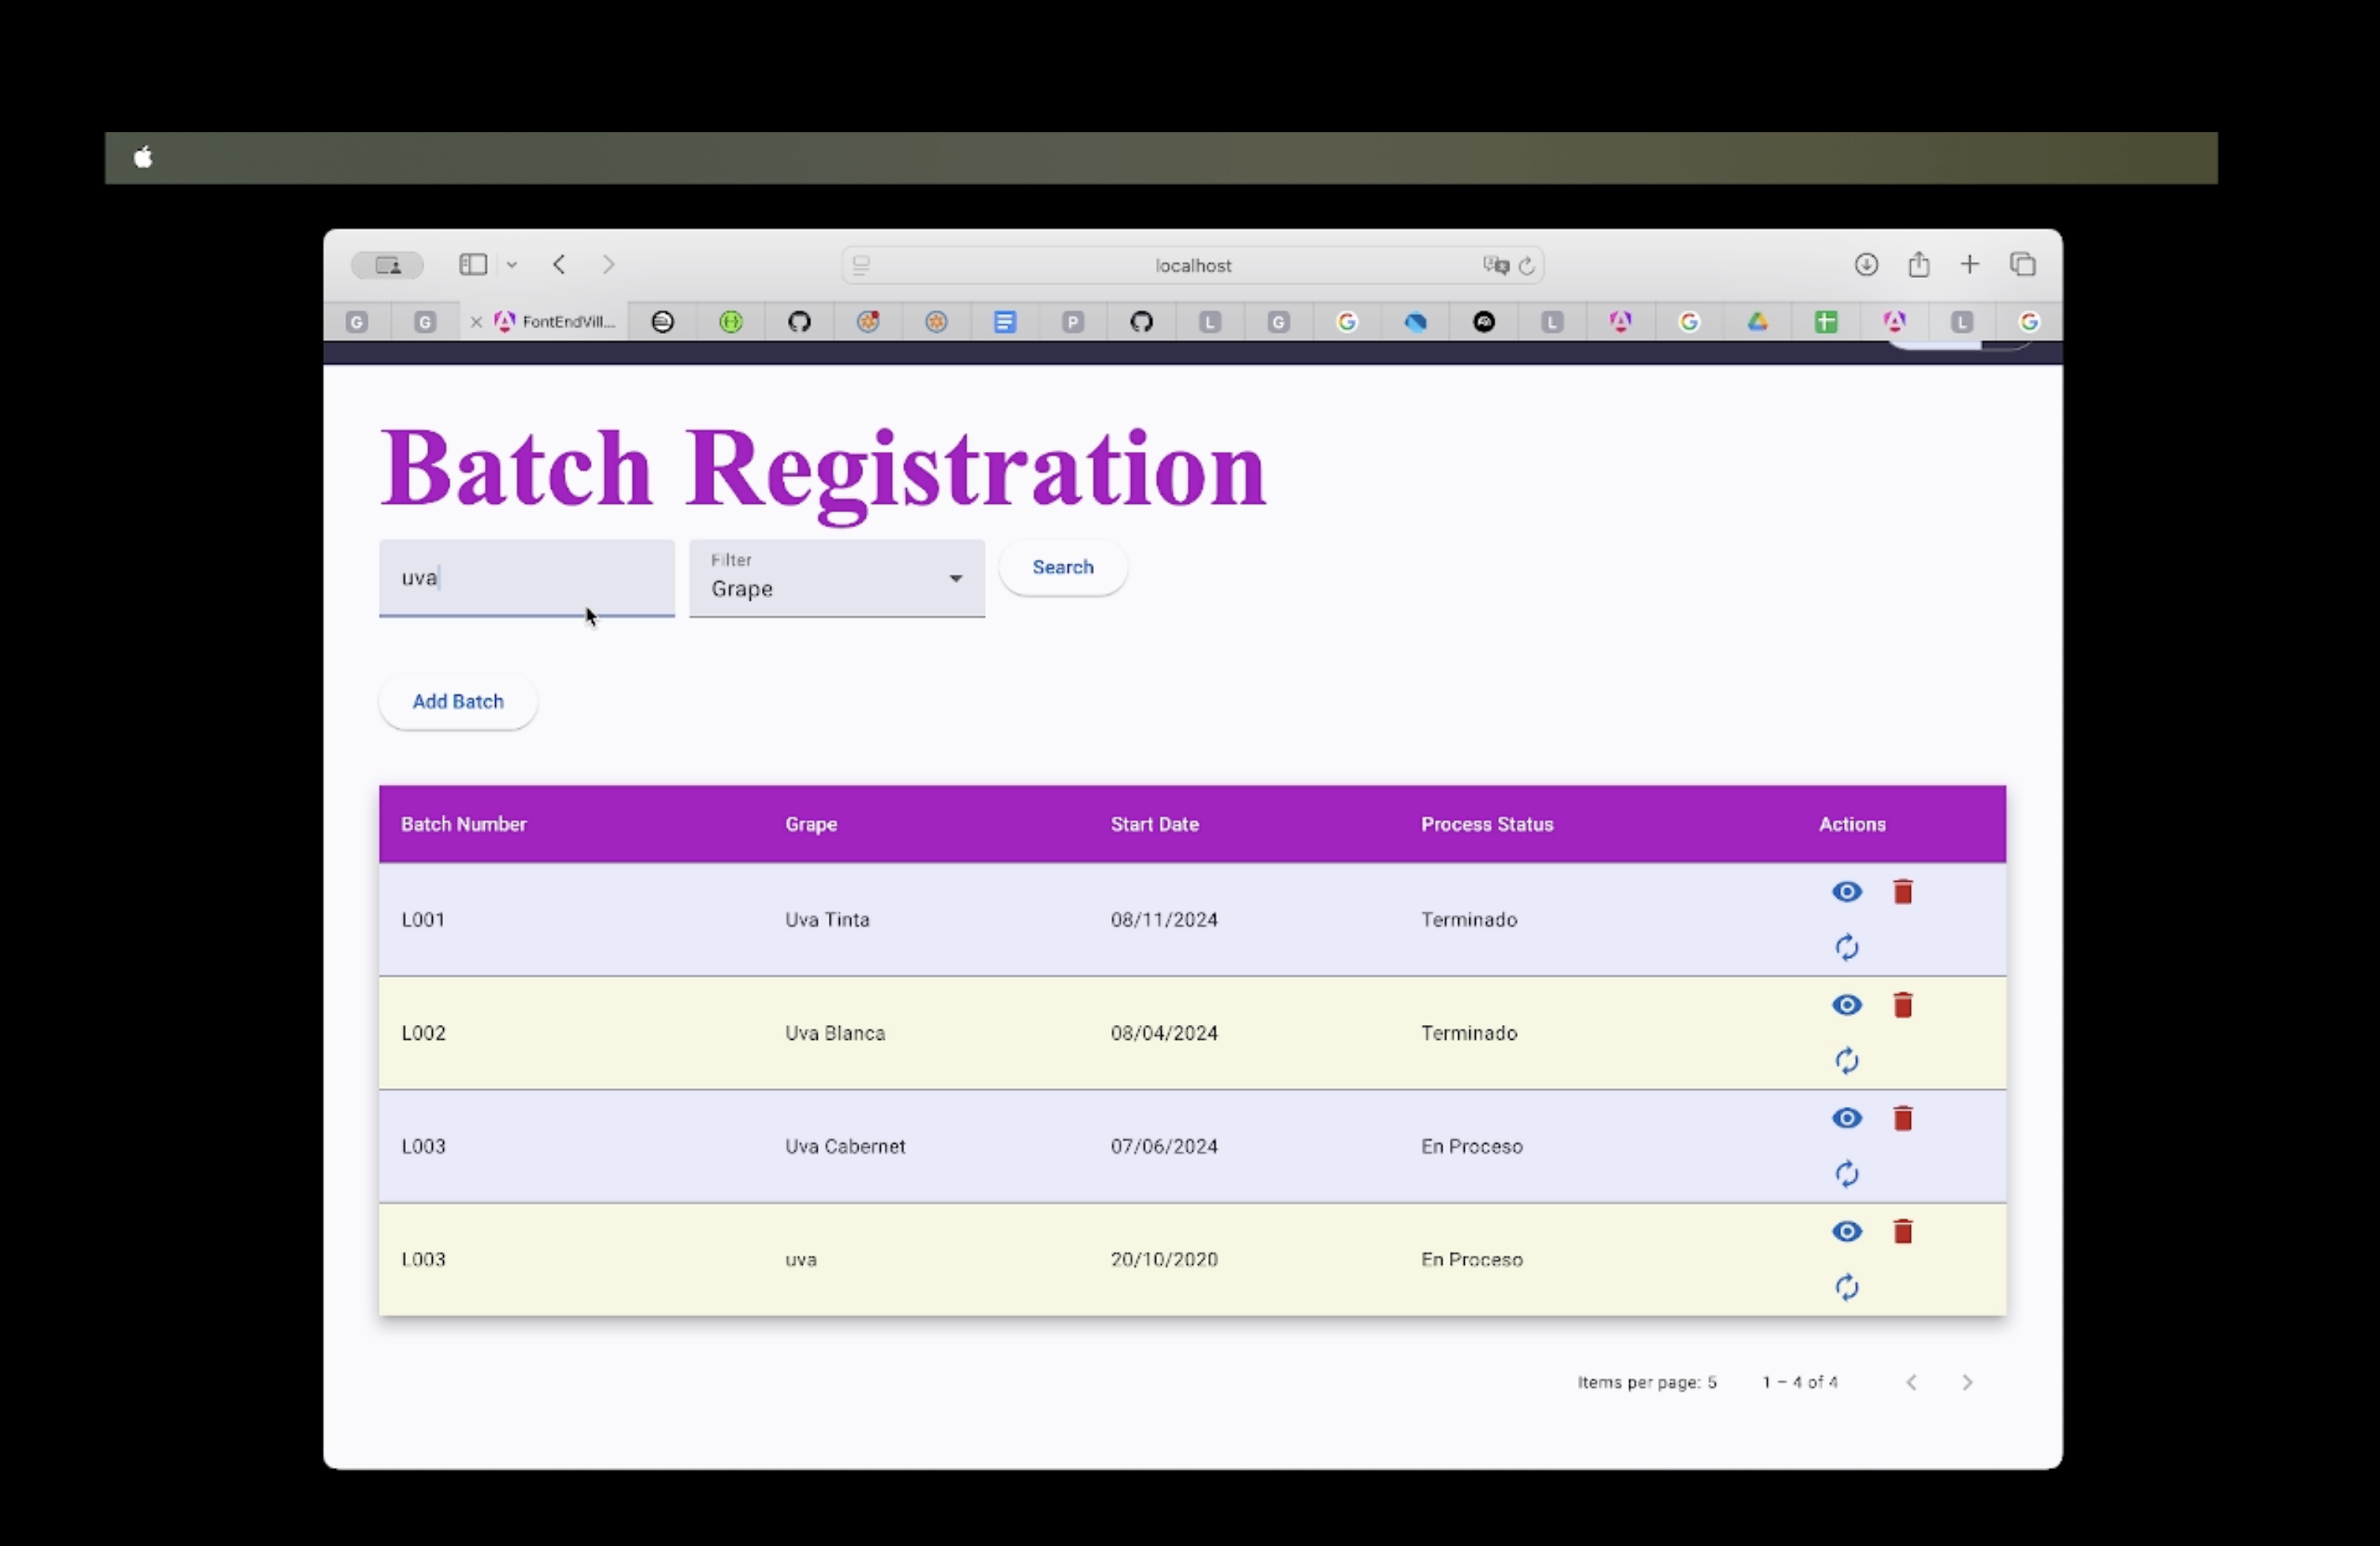 localhost
FontEndVill...
Batch Registration
uva
Filter
Grape
Search
Add Batch
Batch Number Grape Start Date Process Status Actions
L001 Uva Tinta 08/11/2024 Terminado
L002 Uva Blanca 08/04/2024 Terminado
L003 Uva Cabernet 07/06/2024 En Proceso
L003 uva 20/10/2020 En Proceso
Items per page: 5 1 – 4 of 4